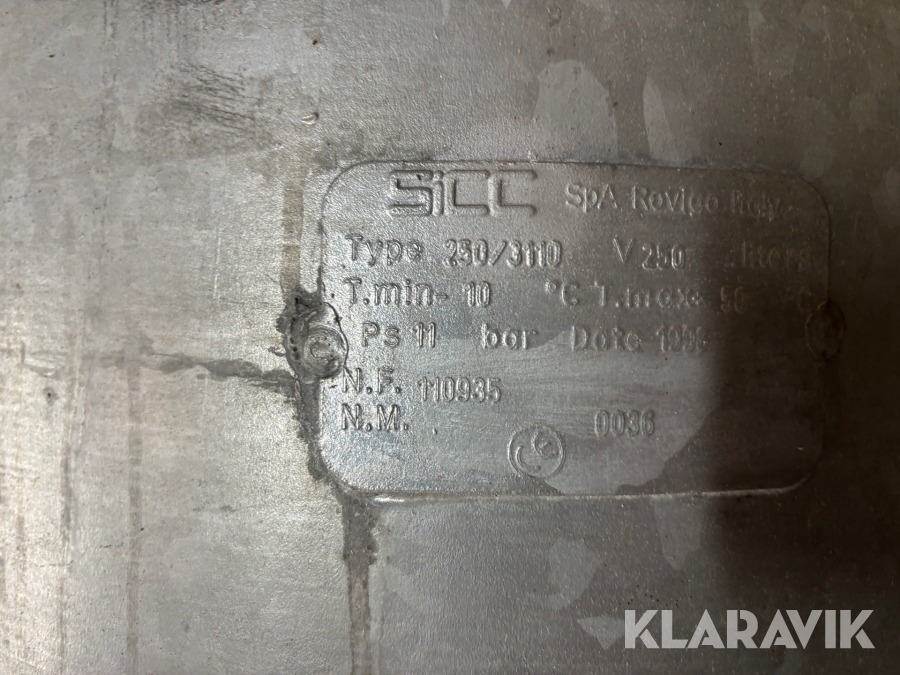 SICC SpA Rovigo Italy
Type 250/3110 V 250 liters
T.min- 10 °C T.max °C
Ps 11 bar Date
N.F. 110935
N.M. 0036
KLARAVIK